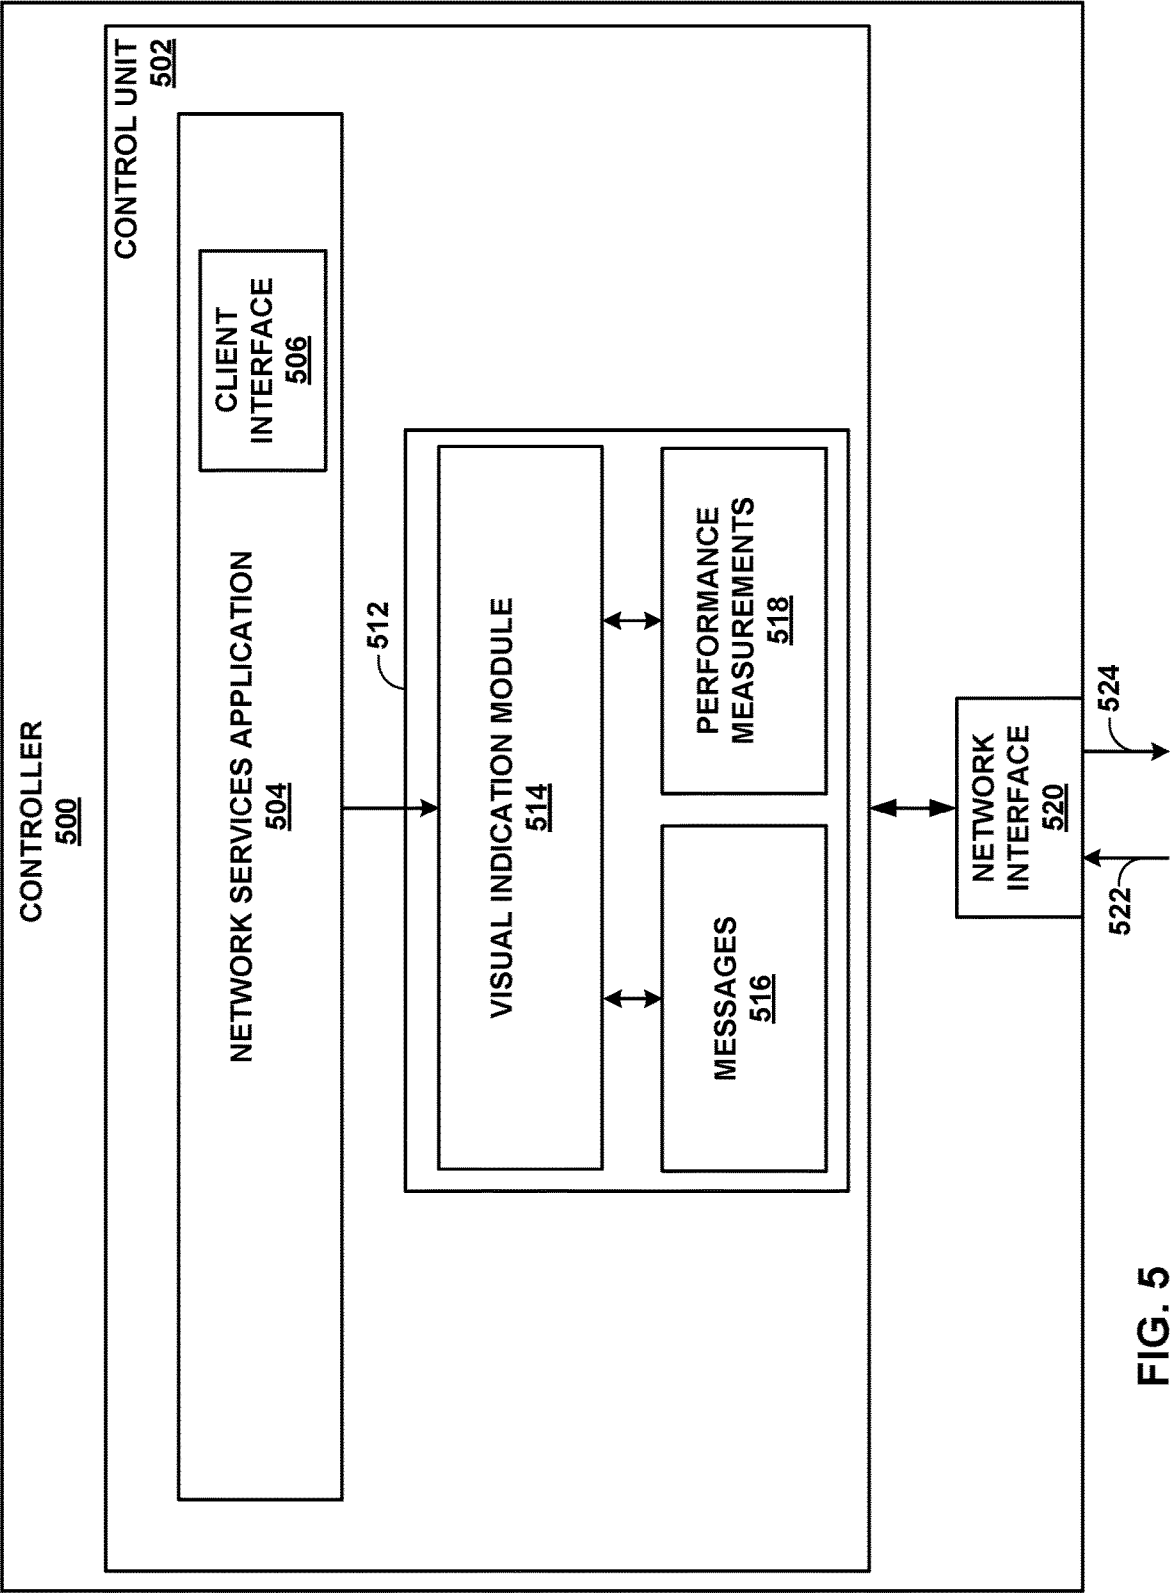 CONTROLLER
500
CONTROL UNIT
502
NETWORK SERVICES APPLICATION
504
CLIENT
INTERFACE
506
512
VISUAL INDICATION MODULE
514
MESSAGES
516
PERFORMANCE
MEASUREMENTS
518
NETWORK
INTERFACE
520
522
524
FIG. 5